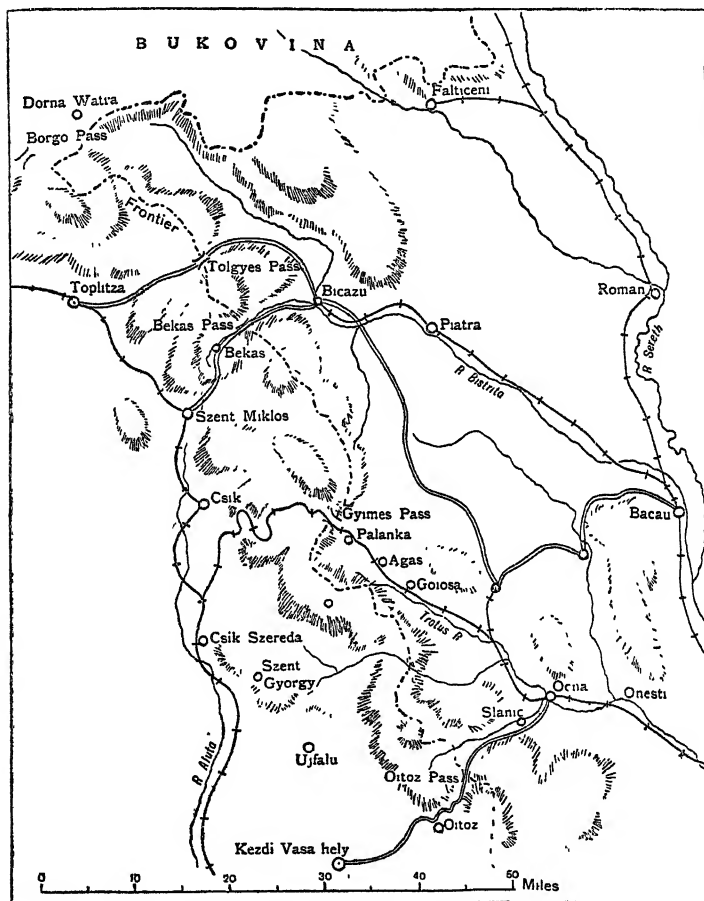 BUKOVINA
Dorna Watra
Falticeni
Borgo Pass
Frontier
Tolgyes Pass
Toplitza
Bicazu
Roman
Bekas Pass
Piatra
R Sereth
Bekas
R Bistrita
Szent Miklos
Csik
Gyimes Pass
Bacau
Palanka
Agas
Goiosa
Trotus R
Csik Szereda
Szent
Gyorgy
Ocna
Onesti
Slanic
Ujfalu
R Aluta
Oitoz Pass
Oitoz
Kezdi Vasa hely
0 10 20 30 40 50 Miles